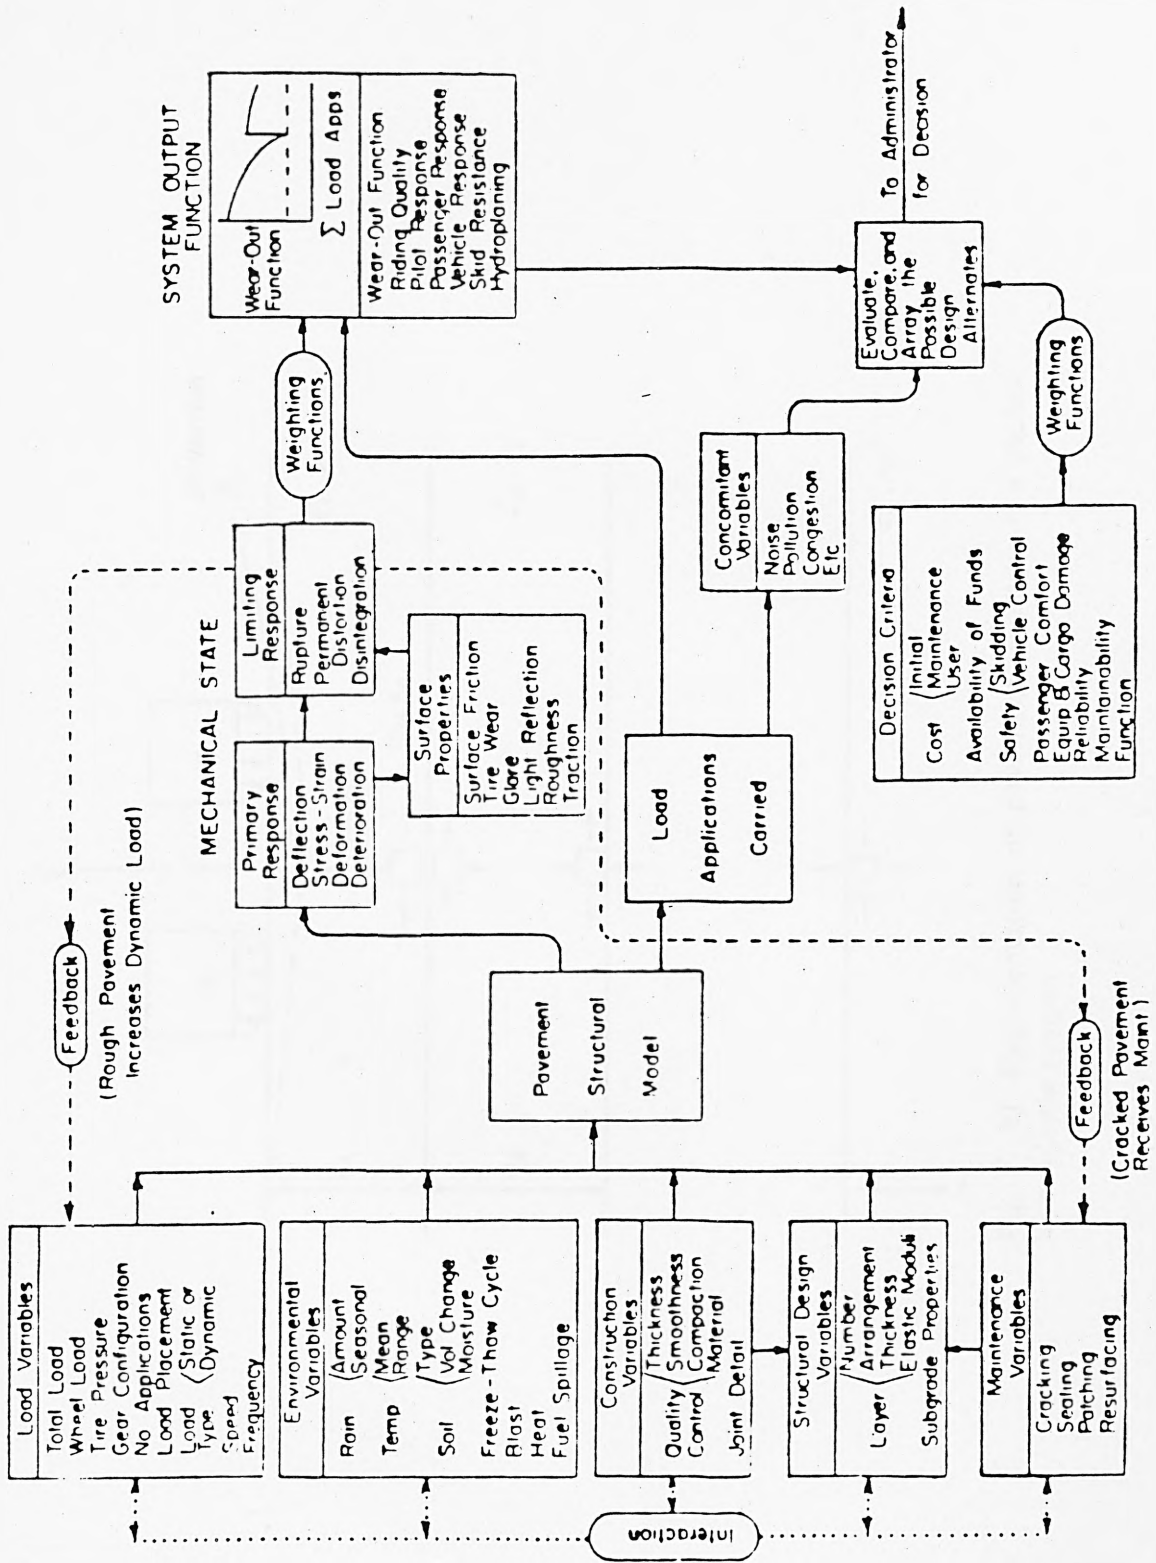 Load Variables
Total Load
Wheel Load
Tire Pressure
Gear Configuration
No Applications
Load Placement
Load ⟨Static or
Type ⟨Dynamic
Speed
Frequency
Environmental
Variables
Rain ⟨Amount
Seasonal
Temp ⟨Mean
Range
Soil ⟨Type
Vol Change
Moisture
Freeze-Thaw Cycle
Blast
Heat
Fuel Spillage
Construction
Variables
Quality ⟨Thickness
Control Smoothness
Compaction
Material
Joint Detail
Structural Design
Variables
Layer ⟨Number
Arrangement
Thickness
Elastic Moduli
Subgrade Properties
Maintenance
Variables
Cracking
Sealing
Patching
Resurfacing
Interaction
Feedback
(Rough Pavement
Increases Dynamic Load)
Feedback
(Cracked Pavement
Receives Mant)
Pavement
Structural
Model
MECHANICAL STATE
Primary
Response
Deflection
Stress-Strain
Deformation
Deterioration
Limiting
Response
Rupture
Permanent
Distortion
Disintegration
Surface
Properties
Surface Friction
Tire Wear
Glare
Light Reflection
Roughness
Traction
Load
Applications
Carried
Weighting
Functions
SYSTEM OUTPUT
FUNCTION
Wear-Out
Function
Σ Load Apps
Wear-Out Function
Riding Quality
Pilot Response
Passenger Response
Vehicle Response
Skid Resistance
Hydroplaning
Concomitant
Variables
Noise
Pollution
Congestion
Etc
Decision Criteria
Cost ⟨Initial
Maintenance
User
Availability of Funds
Safety ⟨Skidding
Vehicle Control
Passenger Comfort
Equip & Cargo Damage
Reliability
Maintainability
Function
Weighting
Functions
Evaluate,
Compare, and
Array the
Possible
Design
Alternates
To Administrator
for Decision